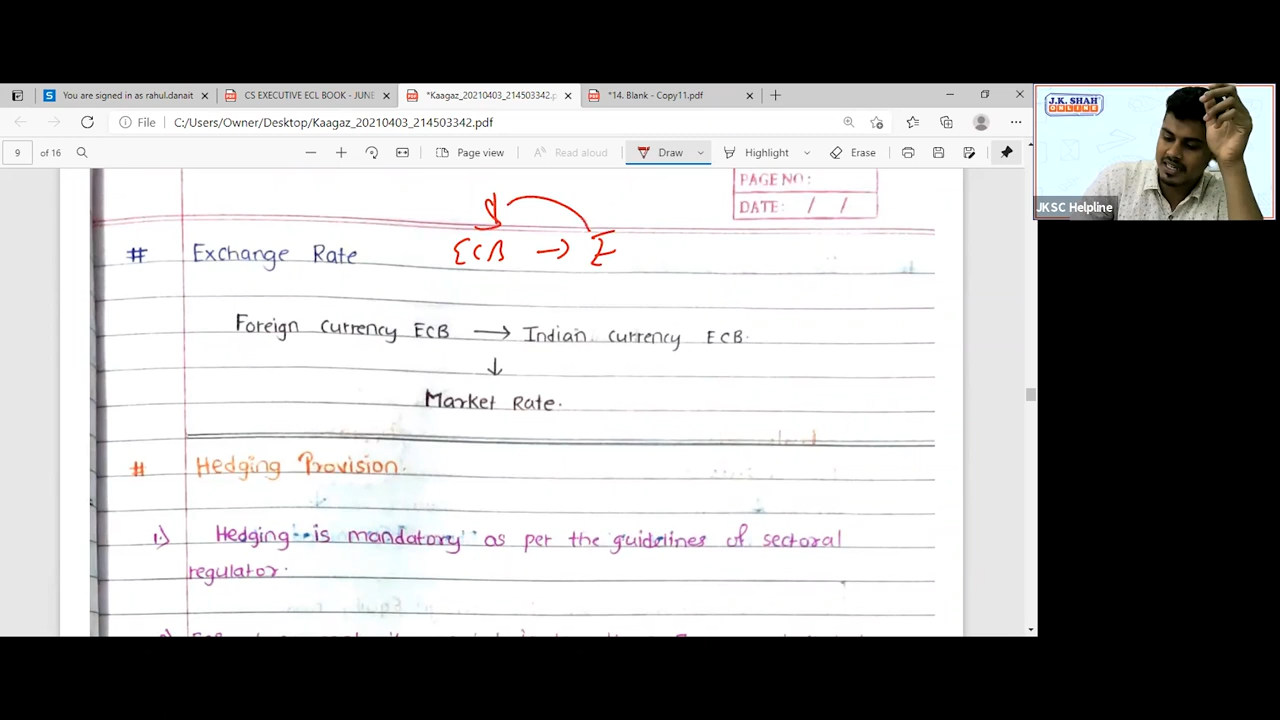 You are signed in as rahul.danait
CS EXECUTIVE ECL BOOK - JUNE
*Kaagaz_20210403_214503342.p
*14. Blank - Copy11.pdf
File
C:/Users/Owner/Desktop/Kaagaz_20210403_214503342.pdf
9 of 16
Page view
Read aloud
Draw
Highlight
Erase
J.K. SHAH
ONLINE
JKSC Helpline
PAGE NO:
DATE: / /
ECB → E
# Exchange Rate
Foreign currency ECB → Indian currency ECB.
↓
Market Rate.
# Hedging Provision.
1.) Hedging is mandatory as per the guidelines of sectoral
regulator.